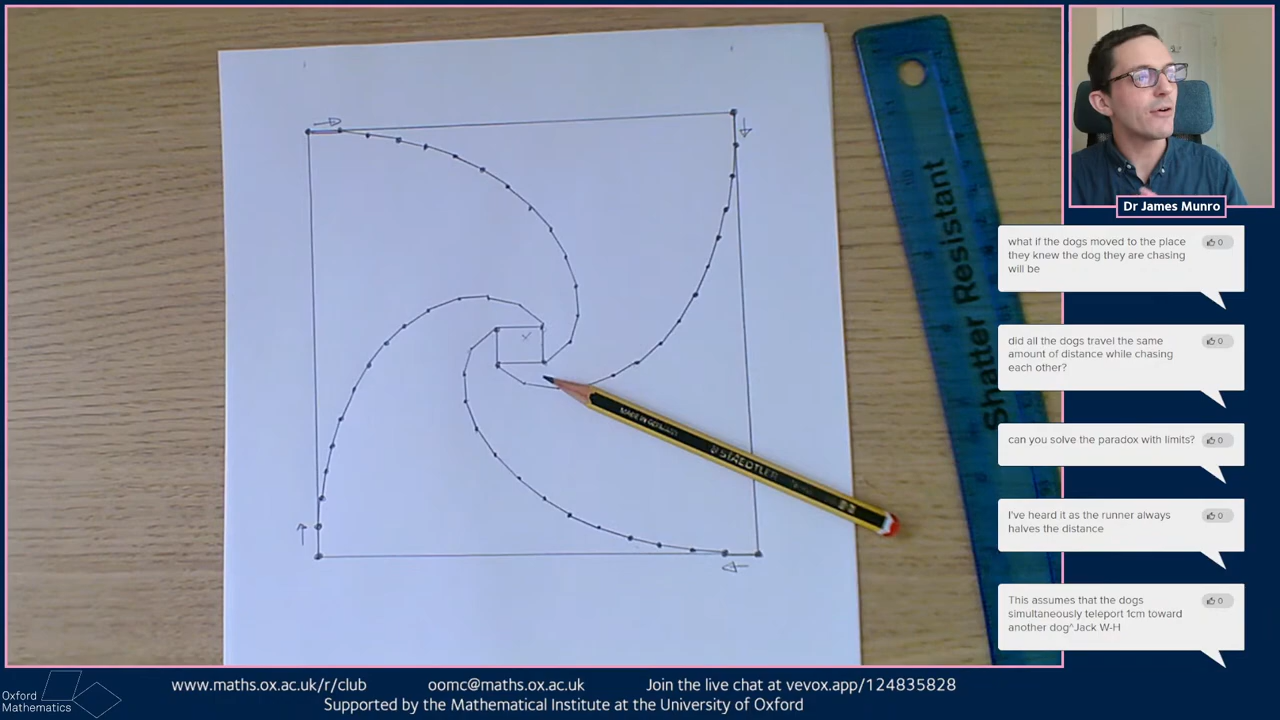 Shatter Resistant
MADE IN GERMANY
STAEDTLER
Dr James Munro
what if the dogs moved to the place
they knew the dog they are chasing
will be
0
did all the dogs travel the same
amount of distance while chasing
each other?
0
can you solve the paradox with limits?
0
I've heard it as the runner always
halves the distance
0
This assumes that the dogs
simultaneously teleport 1cm toward
another dog^Jack W-H
0
Oxford
Mathematics
www.maths.ox.ac.uk/r/club
oomc@maths.ox.ac.uk
Join the live chat at vevox.app/124835828
Supported by the Mathematical Institute at the University of Oxford